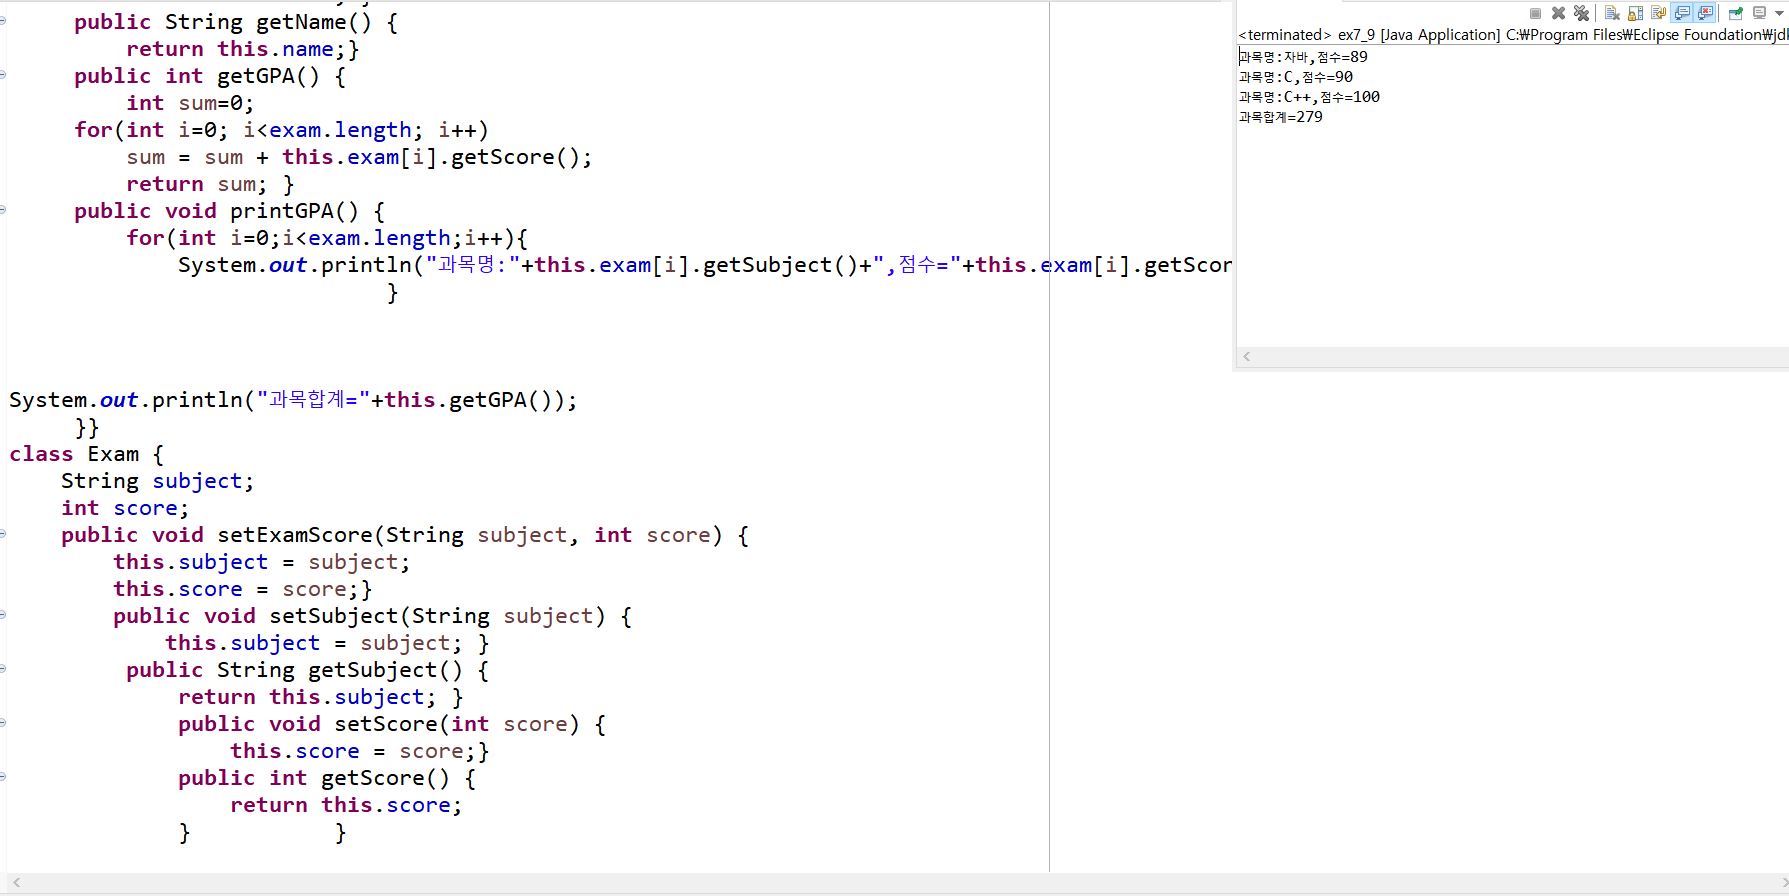 public String getName() {
return this.name;}
public int getGPA() {
int sum=0;
for(int i=0; i<exam.length; i++)
sum = sum + this.exam[i].getScore();
return sum; }
public void printGPA() {
for(int i=0;i<exam.length;i++){
System.out.println("과목명:"+this.exam[i].getSubject()+",점수="+this.exam[i].getScor
}
System.out.println("과목합계="+this.getGPA());
}}
class Exam {
String subject;
int score;
public void setExamScore(String subject, int score) {
this.subject = subject;
this.score = score;}
public void setSubject(String subject) {
this.subject = subject; }
public String getSubject() {
return this.subject; }
public void setScore(int score) {
this.score = score;}
public int getScore() {
return this.score;
} }
<terminated> ex7_9 [Java Application] C:₩Program Files₩Eclipse Foundation₩jdk
과목명:자바,점수=89
과목명:C,점수=90
과목명:C++,점수=100
과목합계=279